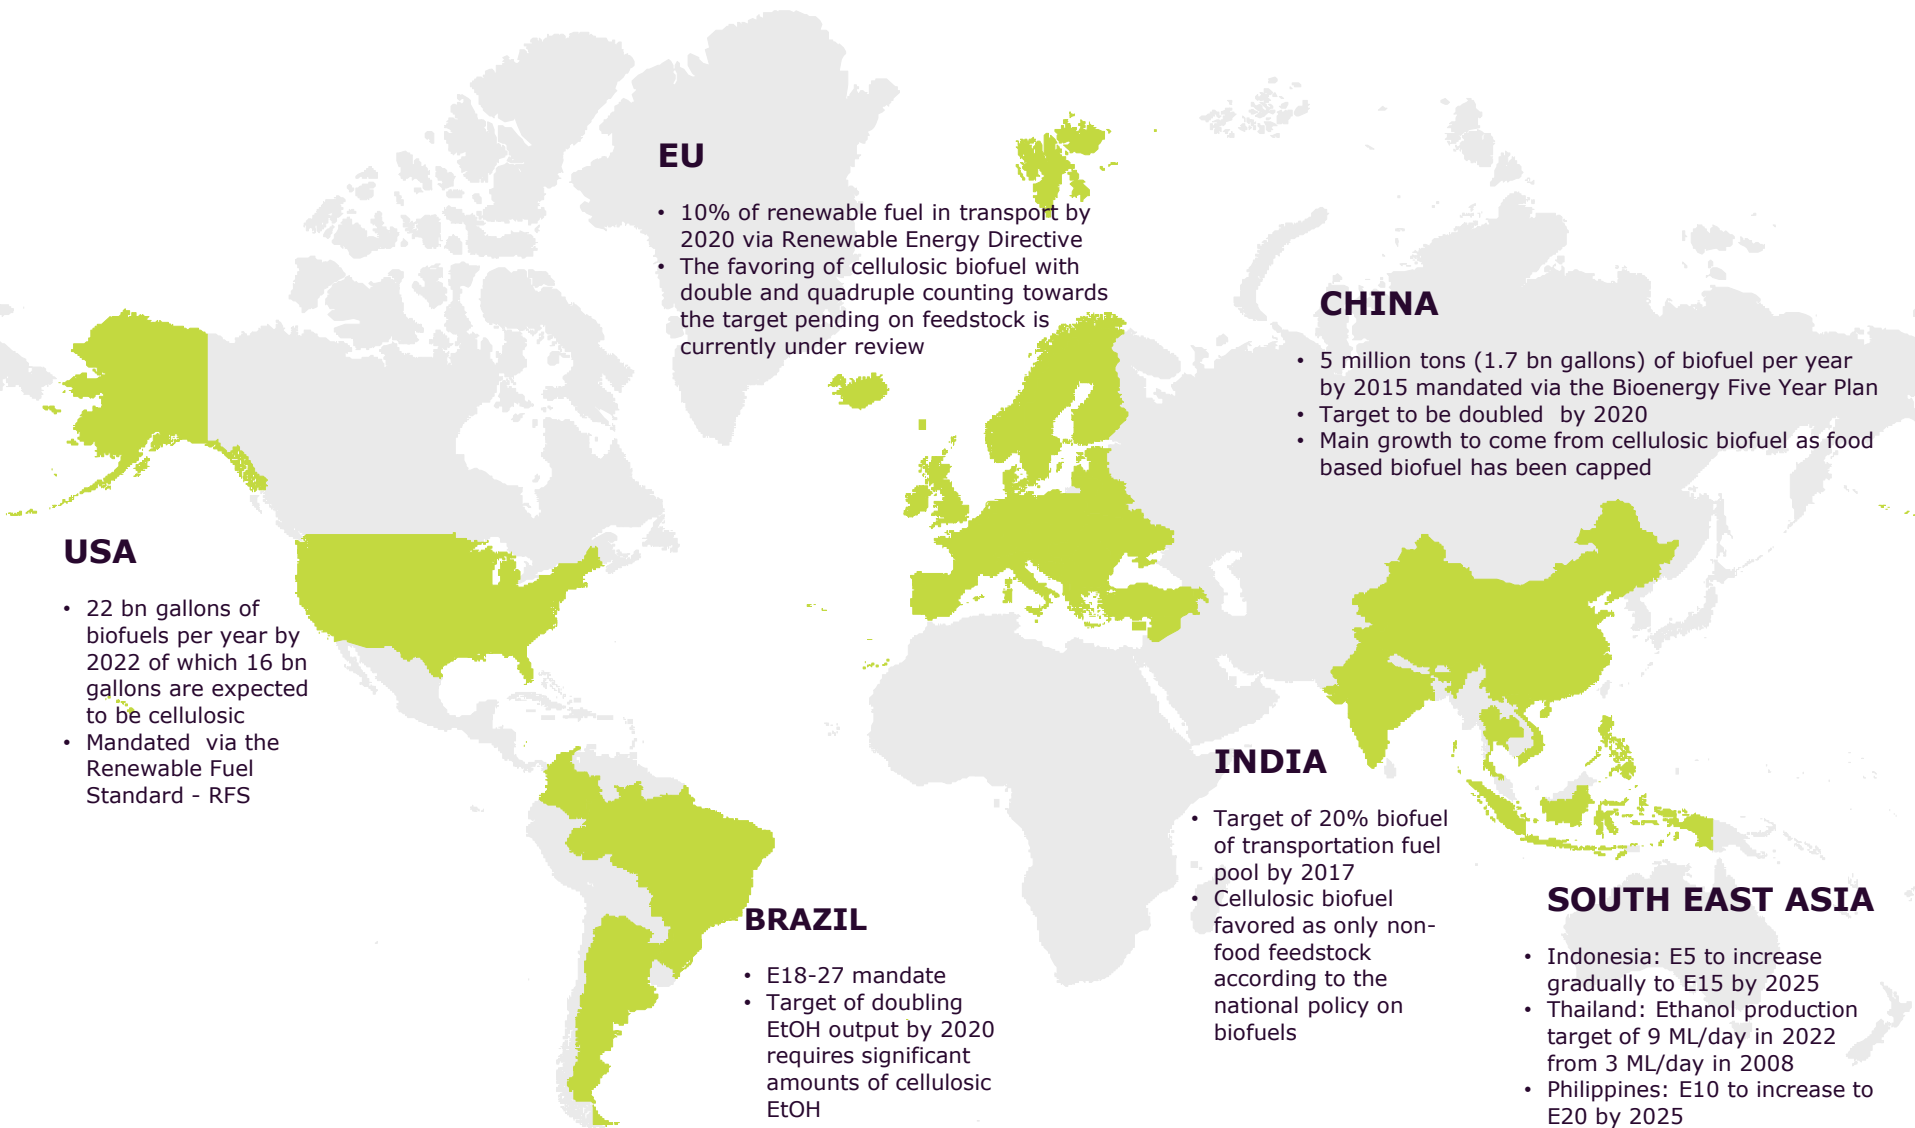 EU
• 10% of renewable fuel in transport by
2020 via Renewable Energy Directive
• The favoring of cellulosic biofuel with
double and quadruple counting towards
the target pending on feedstock is
currently under review
CHINA
• 5 million tons (1.7 bn gallons) of biofuel per year
by 2015 mandated via the Bioenergy Five Year Plan
• Target to be doubled by 2020
• Main growth to come from cellulosic biofuel as food
based biofuel has been capped
USA
• 22 bn gallons of
biofuels per year by
2022 of which 16 bn
gallons are expected
to be cellulosic
• Mandated via the
Renewable Fuel
Standard - RFS
INDIA
• Target of 20% biofuel
of transportation fuel
pool by 2017
• Cellulosic biofuel
favored as only non-
food feedstock
according to the
national policy on
biofuels
BRAZIL
• E18-27 mandate
• Target of doubling
EtOH output by 2020
requires significant
amounts of cellulosic
EtOH
SOUTH EAST ASIA
• Indonesia: E5 to increase
gradually to E15 by 2025
• Thailand: Ethanol production
target of 9 ML/day in 2022
from 3 ML/day in 2008
• Philippines: E10 to increase to
E20 by 2025